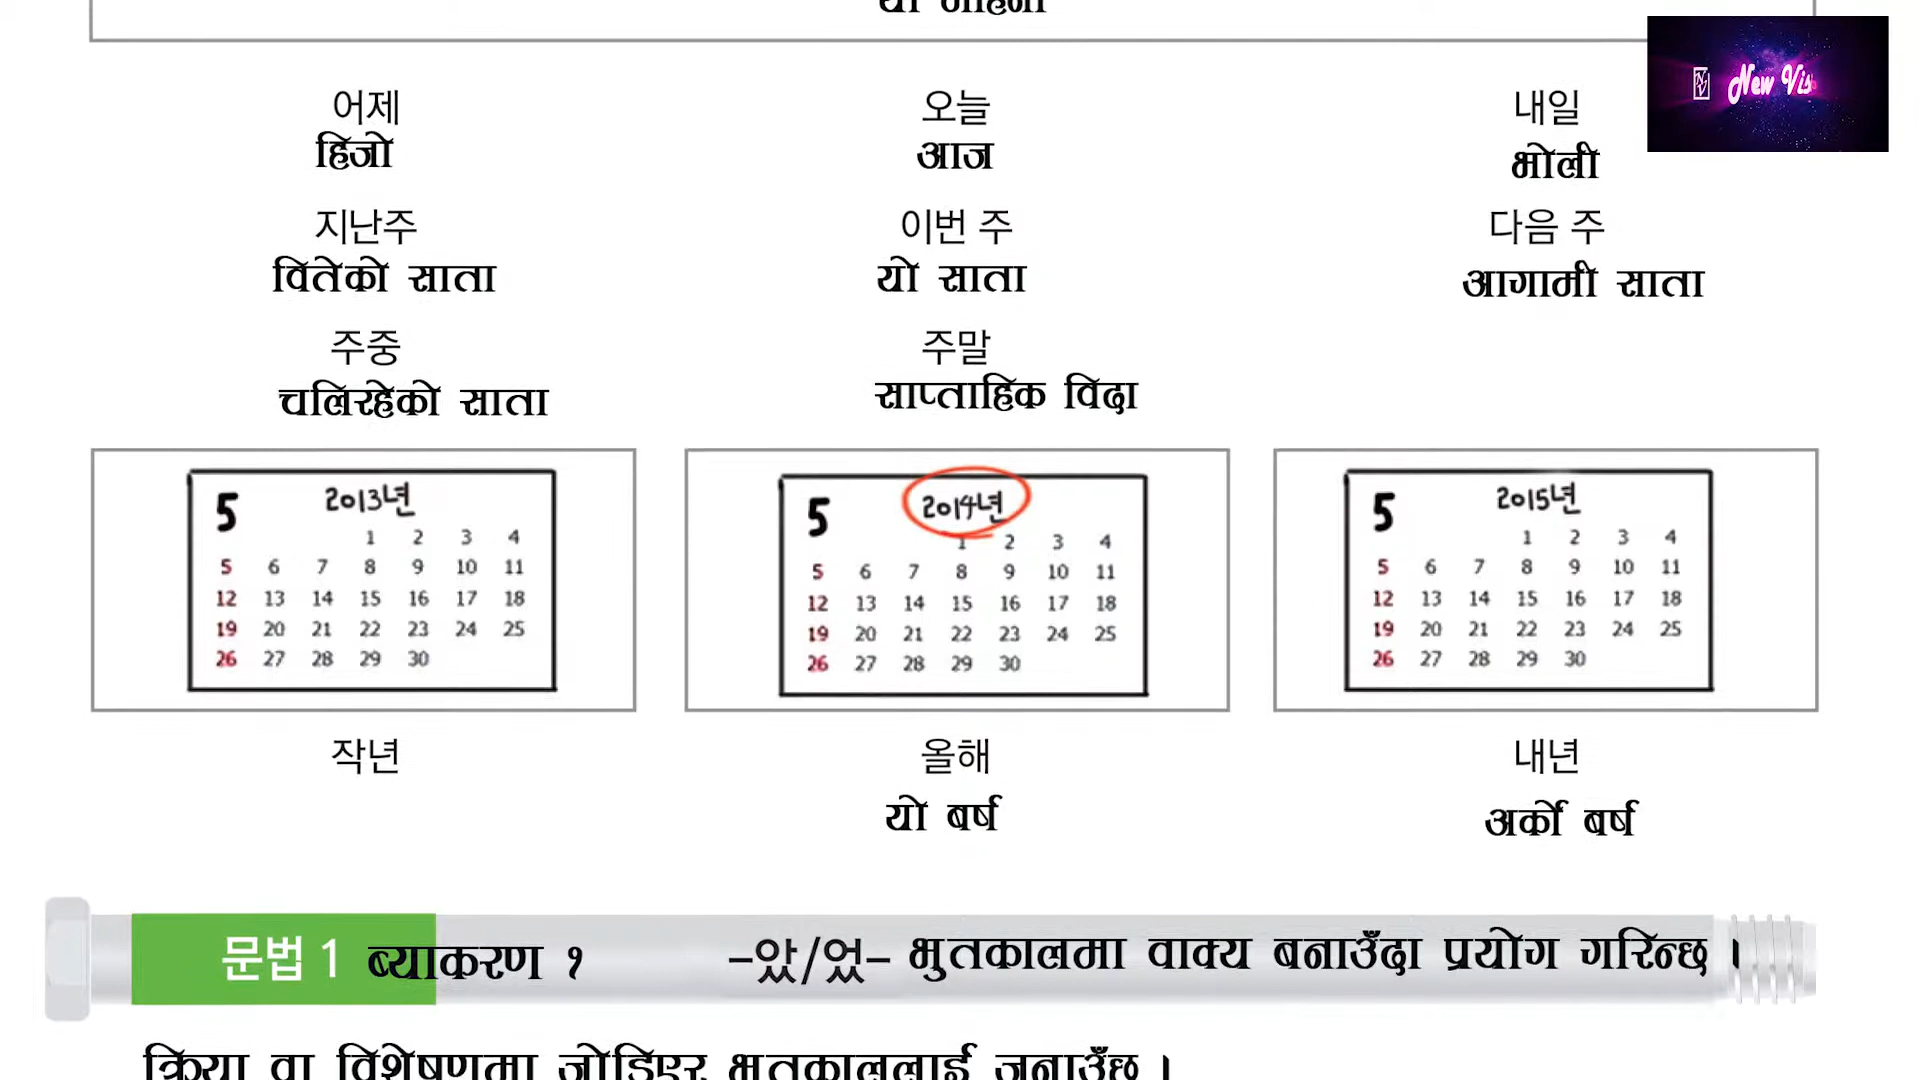 यो महिना
New Vis
어제 오늘 내일
हिजो आज भोली
지난주 이번 주 다음 주
वितेको साता यो साता आगामी साता
주중 주말
चलिरहेको साता साप्ताहिक विदा
5 2013년
1 2 3 4
5 6 7 8 9 10 11
12 13 14 15 16 17 18
19 20 21 22 23 24 25
26 27 28 29 30
5 2014년
1 2 3 4
5 6 7 8 9 10 11
12 13 14 15 16 17 18
19 20 21 22 23 24 25
26 27 28 29 30
5 2015년
1 2 3 4
5 6 7 8 9 10 11
12 13 14 15 16 17 18
19 20 21 22 23 24 25
26 27 28 29 30
작년 올해 내년
यो बर्ष अर्को बर्ष
문법 1 ब्याकरण १ -았/었- भुतकालमा वाक्य बनाउँदा प्रयोग गरिन्छ ।
क्रिया वा विशेषणमा जोडिएर भुतकाललाई जनाउँछ ।